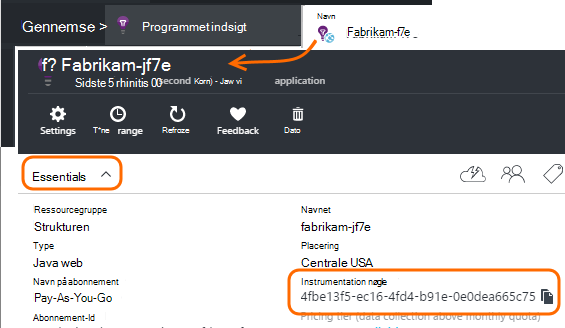 Gennemse >
Programmet indsigt
Navn
Fabrikam-f7e
f? Fabrikam-jf7e
Sidste 5 rhinitis 00 second Korn) - Jaw vi application
Settings
T*ne range
Refroze
Feedback
Dato
Essentials
Ressourcegruppe
Navnet
Strukturen
fabrikam-jf7e
Type
Placering
Java web
Centrale USA
Navn på abonnement
Instrumentation nøgle
Pay-As-You-Go
4fbe13f5-ec16-4fd4-b91e-0e0dea665c75
Abonnement-Id
Pricing tier (data collection above monthly quota)